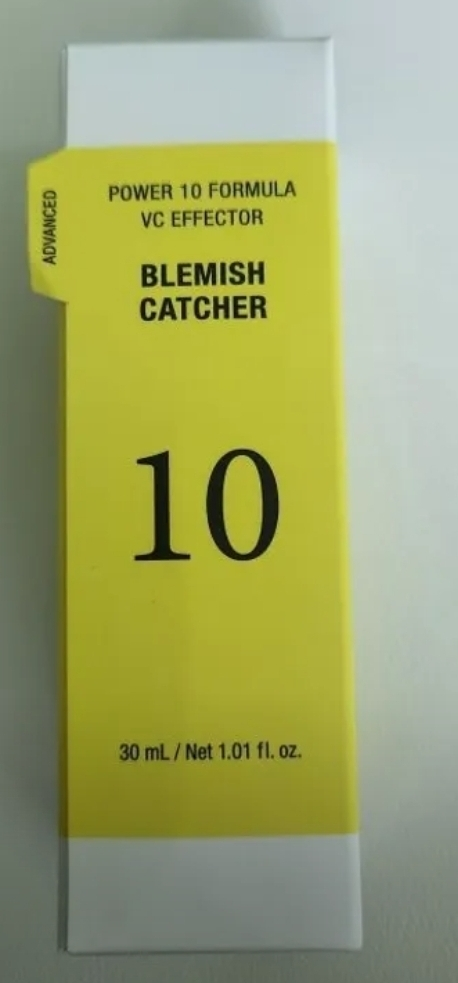 ADVANCED
POWER 10 FORMULA
VC EFFECTOR
BLEMISH
CATCHER
10
30 mL / Net 1.01 fl. oz.